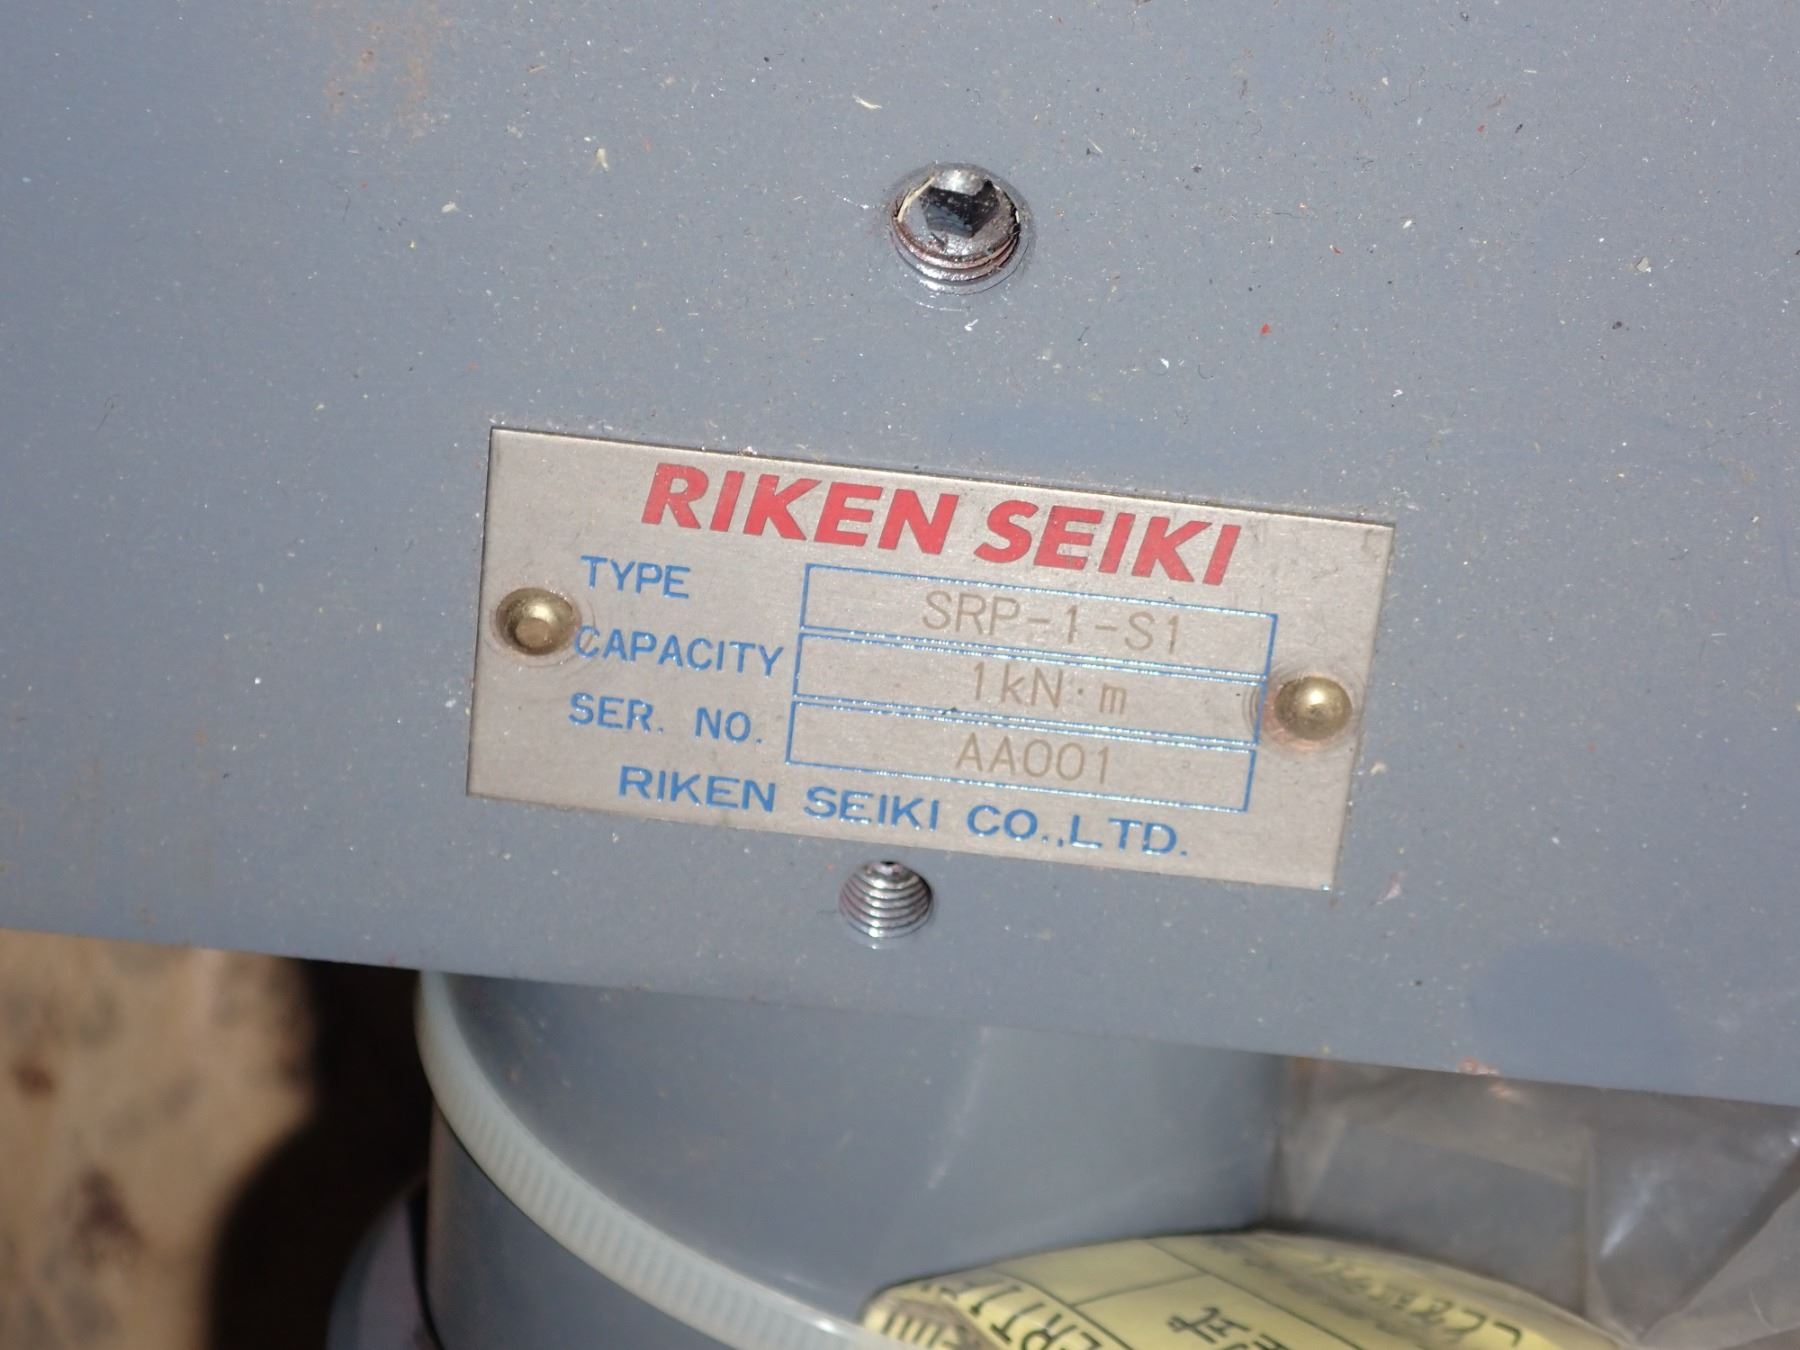 RIKEN SEIKI
TYPE SRP-1-S1
CAPACITY 1kN·m
SER. NO. AA001
RIKEN SEIKI CO.,LTD.